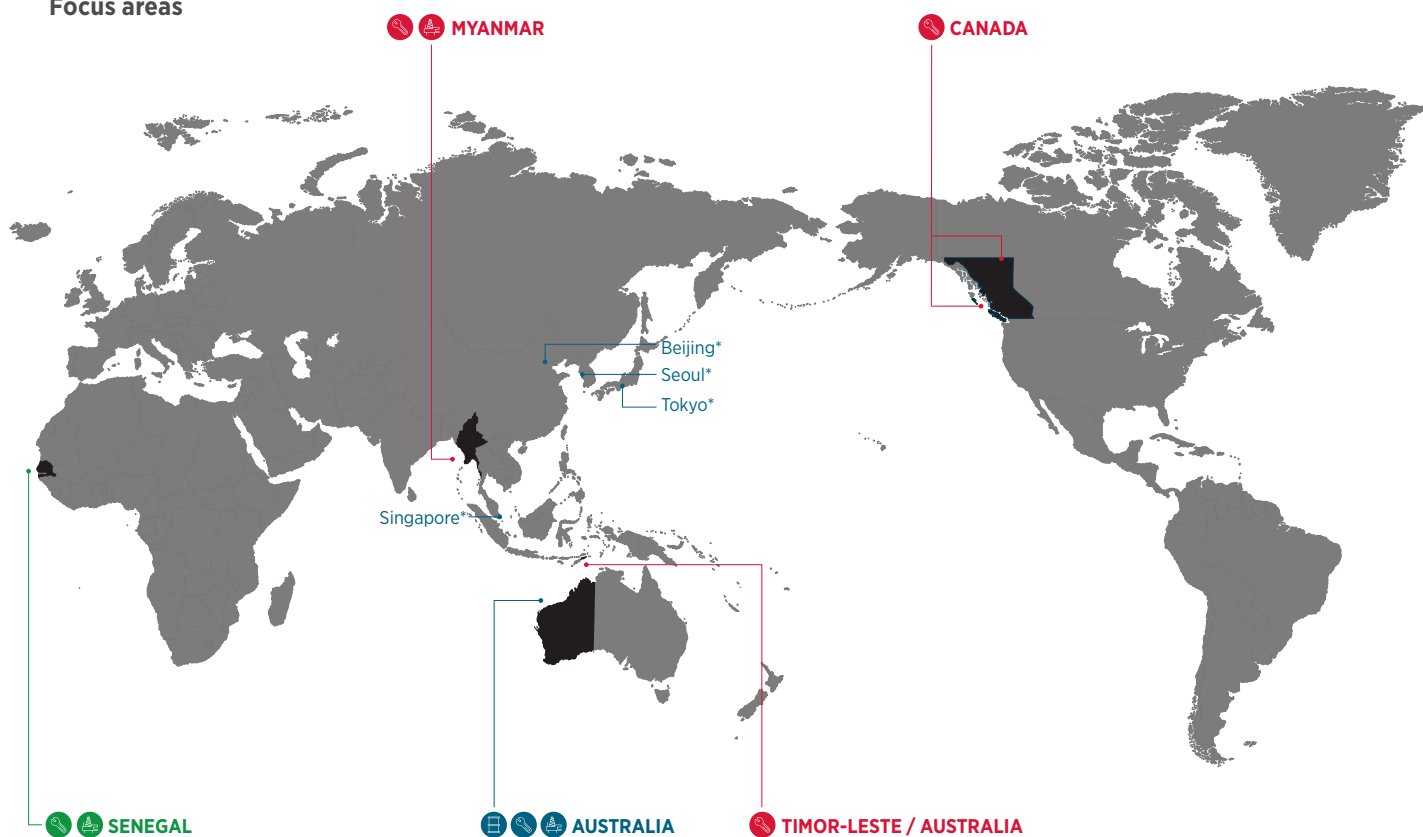 Focus areas
MYANMAR
CANADA
Beijing*
Seoul*
Tokyo*
Singapore*
SENEGAL
AUSTRALIA
TIMOR-LESTE / AUSTRALIA